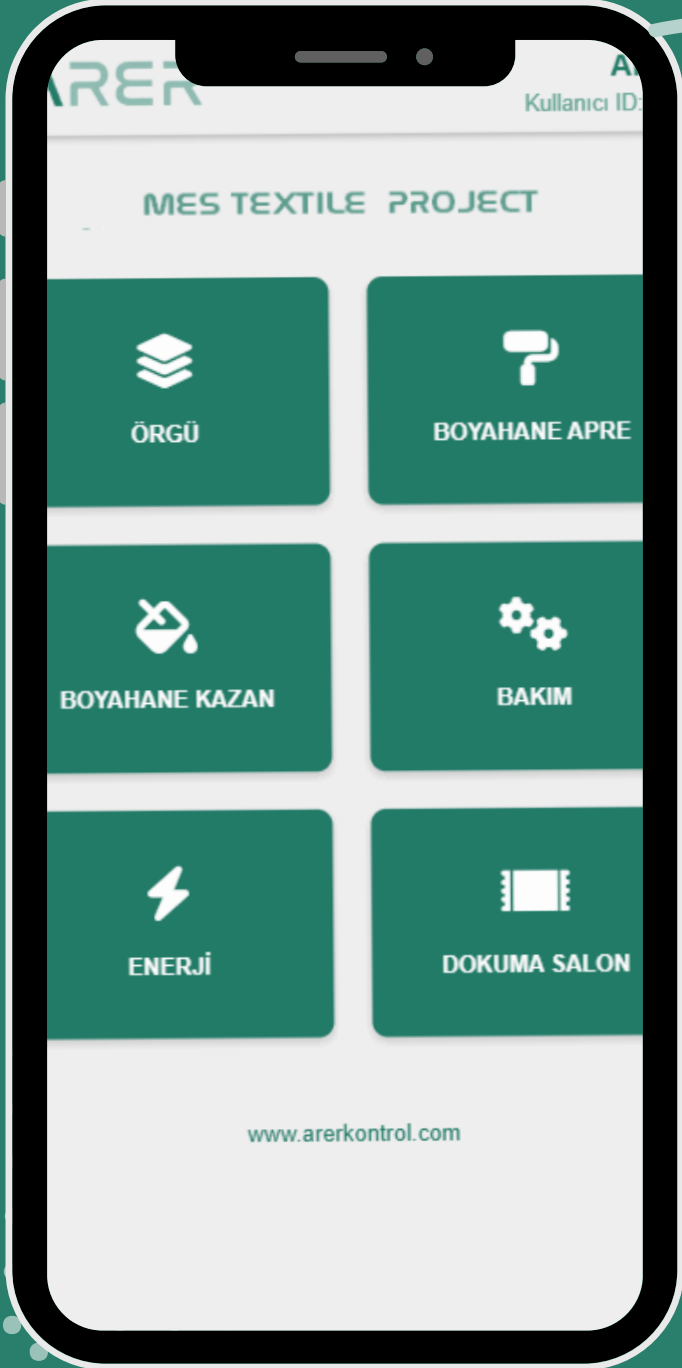 ARER
Kullanıcı ID:
MES TEXTILE PROJECT
ÖRGÜ
BOYAHANE APRE
BOYAHANE KAZAN
BAKIM
ENERJİ
DOKUMA SALON
www.arerkontrol.com